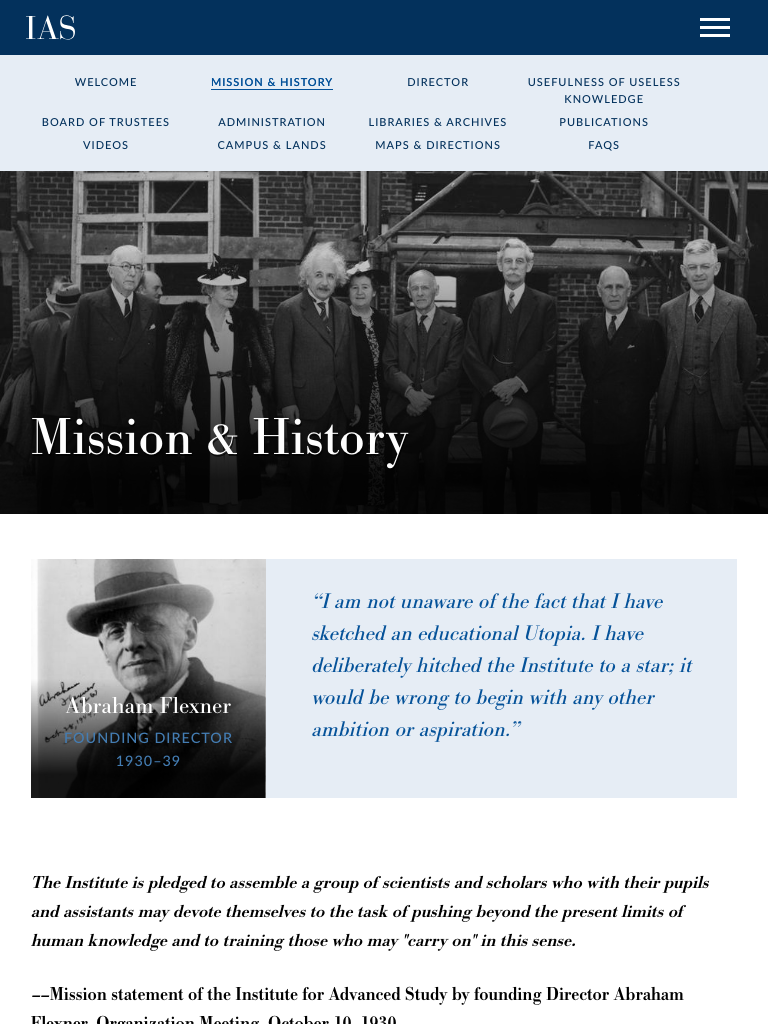 IAS
WELCOME
MISSION & HISTORY
DIRECTOR
USEFULNESS OF USELESS
KNOWLEDGE
BOARD OF TRUSTEES
ADMINISTRATION
LIBRARIES & ARCHIVES
PUBLICATIONS
VIDEOS
CAMPUS & LANDS
MAPS & DIRECTIONS
FAQS
Mission & History
Abraham Flexner
FOUNDING DIRECTOR
1930–39
“I am not unaware of the fact that I have
sketched an educational Utopia. I have
deliberately hitched the Institute to a star; it
would be wrong to begin with any other
ambition or aspiration.”
The Institute is pledged to assemble a group of scientists and scholars who with their pupils
and assistants may devote themselves to the task of pushing beyond the present limits of
human knowledge and to training those who may "carry on" in this sense.
––Mission statement of the Institute for Advanced Study by founding Director Abraham
Flexner, Organization Meeting, October 10, 1930